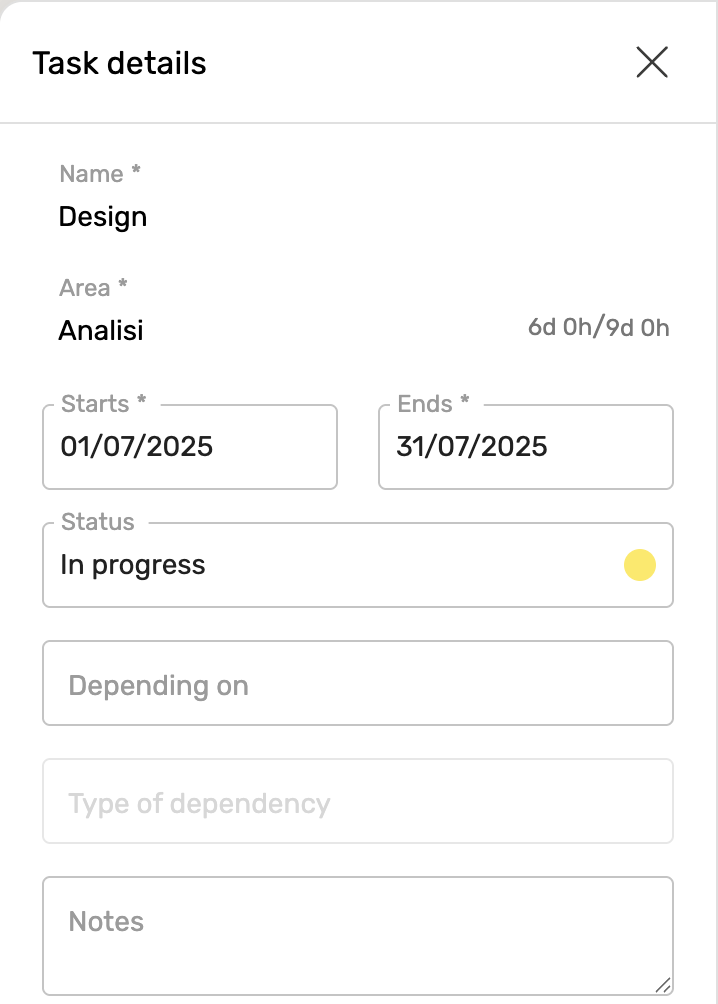 Task details
Name *
Design
Area *
Analisi
6d 0h/9d 0h
Starts *
01/07/2025
Ends *
31/07/2025
Status
In progress
Depending on
Type of dependency
Notes